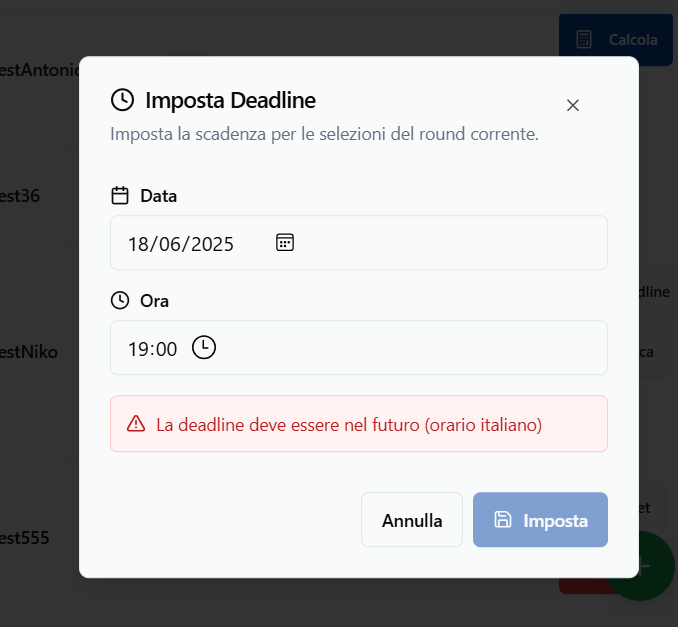 Calcola
estAntonio
Imposta Deadline
Imposta la scadenza per le selezioni del round corrente.
est36
Data
18/06/2025
dline
Ora
19:00
estNiko
ca
La deadline deve essere nel futuro (orario italiano)
et
Annulla
Imposta
est555